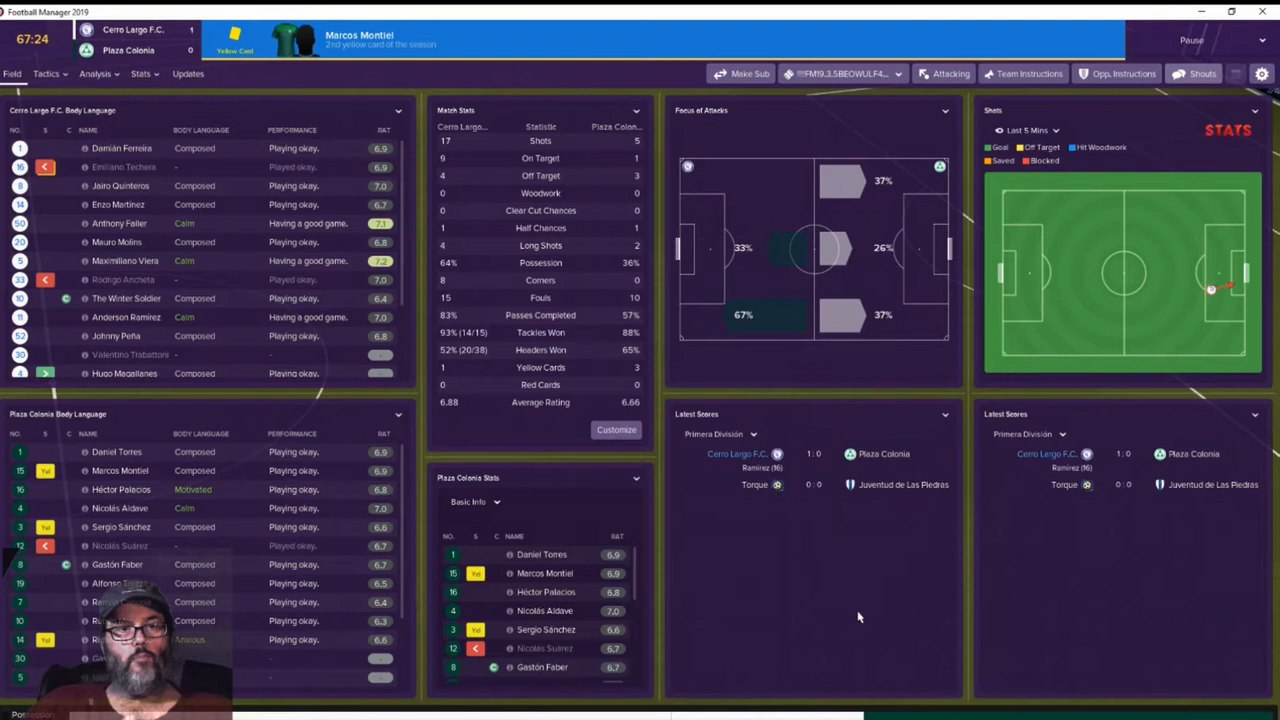 Football Manager 2019
67:24
Cerro Largo F.C. 1
Plaza Colonia 0
Yellow Card
Marcos Montiel
2nd yellow card of the season
Pause
Field Tactics Analysis Stats Updates
Make Sub !!!FM19.3.5BEOWULF4... Attacking Team Instructions Opp. Instructions Shouts
Cerro Largo F.C. Body Language
NO. S C NAME BODY LANGUAGE PERFORMANCE RAT
1 Damián Ferreira Composed Playing okay. 6.9
16 Emiliano Techera - Played okay. 6.9
8 Jairo Quinteros Composed Playing okay. 7.0
14 Enzo Martínez Composed Playing okay. 6.7
50 Anthony Faller Calm Having a good game. 7.1
20 Mauro Molins Composed Playing okay. 6.8
5 Maximiliano Viera Calm Having a good game. 7.2
33 Rodrigo Ancheta - Played okay. 7.0
10 C The Winter Soldier Composed Playing okay. 6.4
11 Anderson Ramírez Calm Having a good game. 7.0
52 Johnny Peña Composed Playing okay. 6.8
30 Valentino Trabattoni - - -
4 Hugo Magallanes Composed Playing okay. -
Plaza Colonia Body Language
NO. S C NAME BODY LANGUAGE PERFORMANCE RAT
1 Daniel Torres Composed Playing okay. 6.9
15 Yel Marcos Montiel Composed Playing okay. 6.9
16 Héctor Palacios Motivated Playing okay. 6.8
4 Nicolás Aldave Calm Playing okay. 7.0
3 Yel Sergio Sánchez Composed Playing okay. 6.6
12 Nicolás Suárez - Played okay. 6.7
8 C Gastón Faber Composed Playing okay. 6.7
19 Alfonso Composed Playing okay. 6.5
7 Composed Playing okay. 6.4
10 Composed Playing okay. 6.3
14 Yel Anxious Playing okay. 6.6
30 - - -
5 - - -
Possession
Match Stats
Cerro Largo... Statistic Plaza Colon...
17 Shots 5
9 On Target 1
4 Off Target 3
0 Woodwork 0
0 Clear Cut Chances 0
1 Half Chances 1
4 Long Shots 2
64% Possession 36%
8 Corners 0
15 Fouls 10
83% Passes Completed 57%
93% (14/15) Tackles Won 88%
52% (20/38) Headers Won 65%
1 Yellow Cards 3
0 Red Cards 0
6.88 Average Rating 6.66
Customize
Plaza Colonia Stats
Basic Info
NO. S C NAME RAT
1 Daniel Torres 6.9
15 Yel Marcos Montiel 6.9
16 Héctor Palacios 6.8
4 Nicolás Aldave 7.0
3 Yel Sergio Sánchez 6.6
12 Nicolás Suárez 6.7
8 C Gastón Faber 6.7
Focus of Attacks
37%
33% 26%
67% 37%
Shots
Last 5 Mins STATS
Goal Off Target Hit Woodwork
Saved Blocked
Latest Scores
Primera División
Cerro Largo F.C. 1 : 0 Plaza Colonia
Ramírez (16)
Torque 0 : 0 Juventud de Las Piedras
Latest Scores
Primera División
Cerro Largo F.C. 1 : 0 Plaza Colonia
Ramírez (16)
Torque 0 : 0 Juventud de Las Piedras